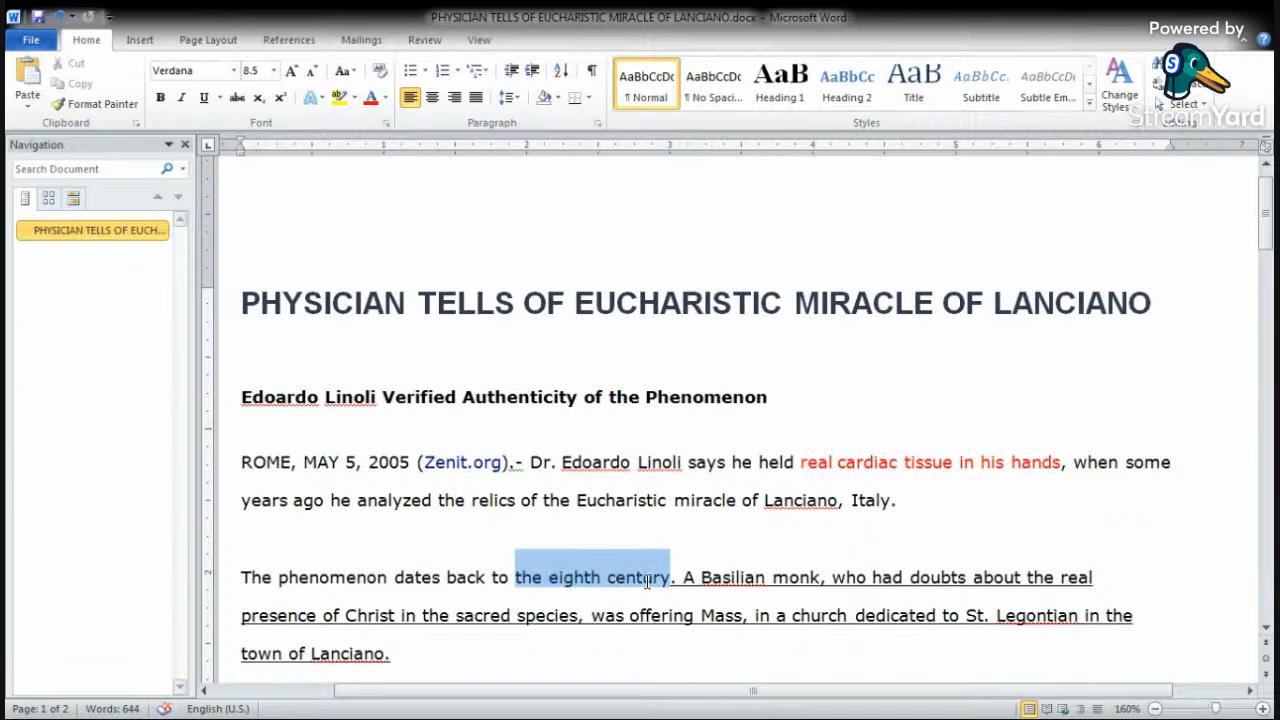 PHYSICIAN TELLS OF EUCHARISTIC MIRACLE OF LANCIANO.docx - Microsoft Word
Powered by
StreamYard
File Home Insert Page Layout References Mailings Review View
Paste
Cut
Copy
Format Painter
Verdana 8.5
AaBbCcDc AaBbCcDc AaB AaBbCc AaB AaBbCc. AaBbCcDc
¶ Normal ¶ No Spaci... Heading 1 Heading 2 Title Subtitle Subtle Em...
Change Styles
Select
Clipboard Font Paragraph Styles
Navigation
Search Document
PHYSICIAN TELLS OF EUCH...
1 2 3 4 5 6 7
PHYSICIAN TELLS OF EUCHARISTIC MIRACLE OF LANCIANO
Edoardo Linoli Verified Authenticity of the Phenomenon
ROME, MAY 5, 2005 (Zenit.org).- Dr. Edoardo Linoli says he held real cardiac tissue in his hands, when some
years ago he analyzed the relics of the Eucharistic miracle of Lanciano, Italy.
The phenomenon dates back to the eighth century. A Basilian monk, who had doubts about the real
presence of Christ in the sacred species, was offering Mass, in a church dedicated to St. Legontian in the
town of Lanciano.
Page: 1 of 2 Words: 644 English (U.S.) 160%